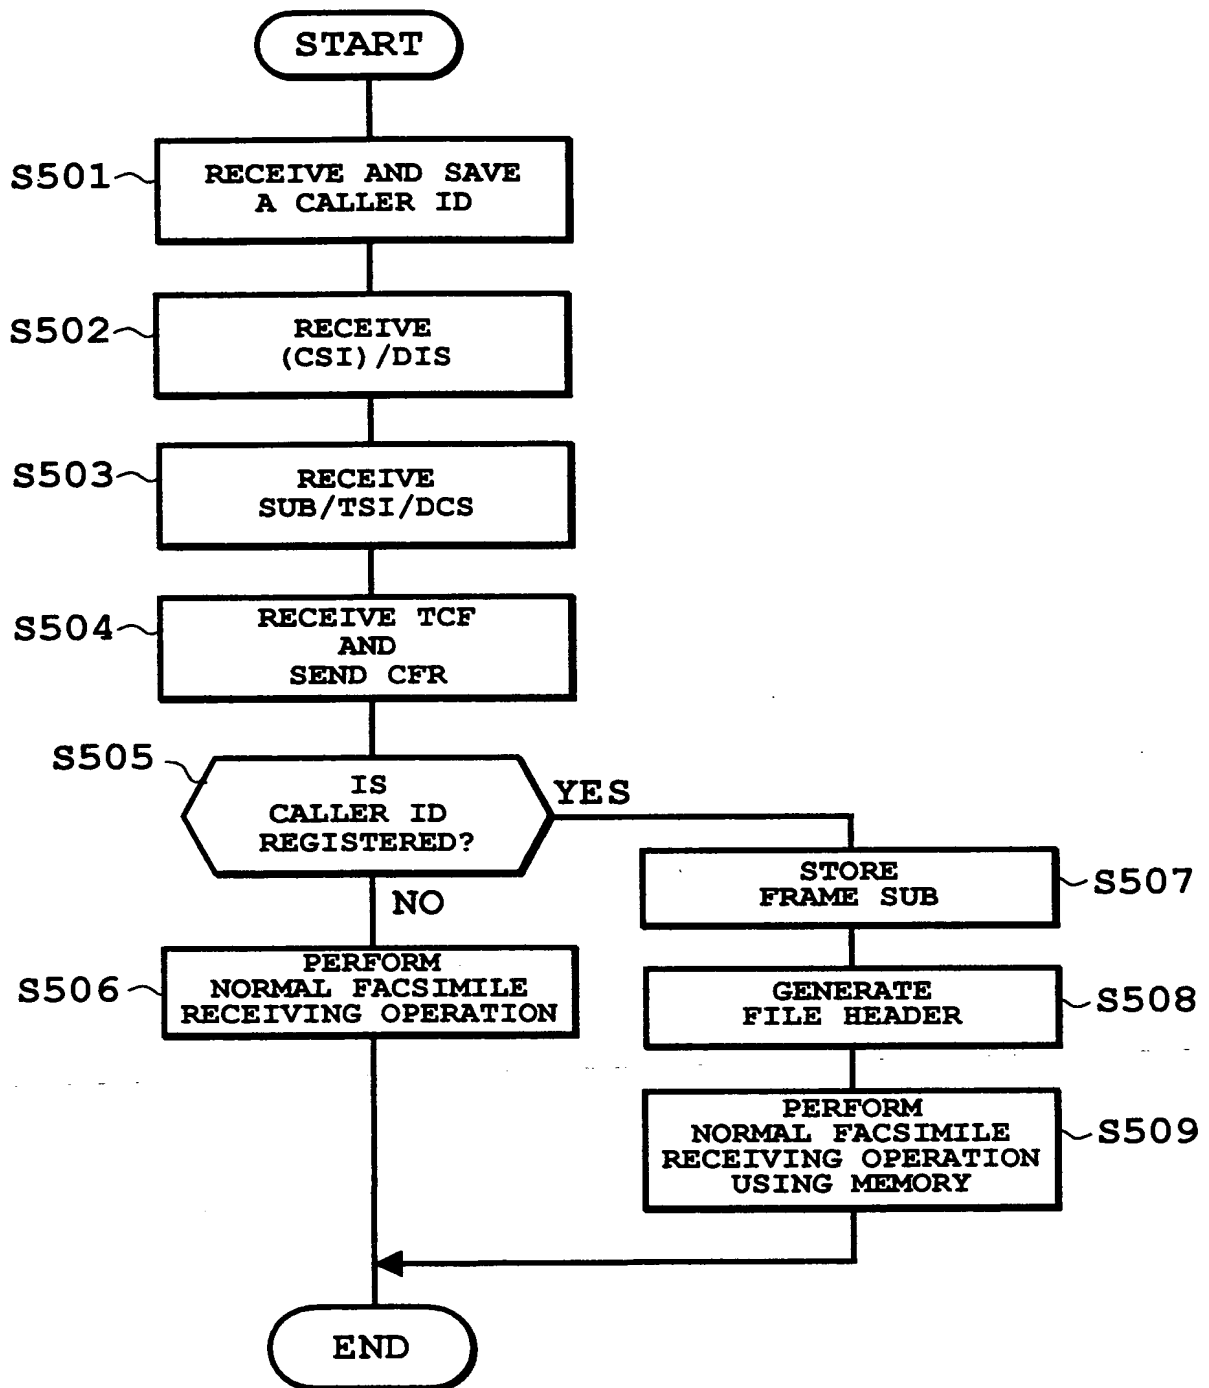 START
S501
RECEIVE AND SAVE
A CALLER ID
S502
RECEIVE
(CSI)/DIS
S503
RECEIVE
SUB/TSI/DCS
S504
RECEIVE TCF
AND
SEND CFR
S505
IS
CALLER ID
REGISTERED?
YES
NO
S506
PERFORM
NORMAL FACSIMILE
RECEIVING OPERATION
STORE
FRAME SUB
S507
GENERATE
FILE HEADER
S508
PERFORM
NORMAL FACSIMILE
RECEIVING OPERATION
USING MEMORY
S509
END